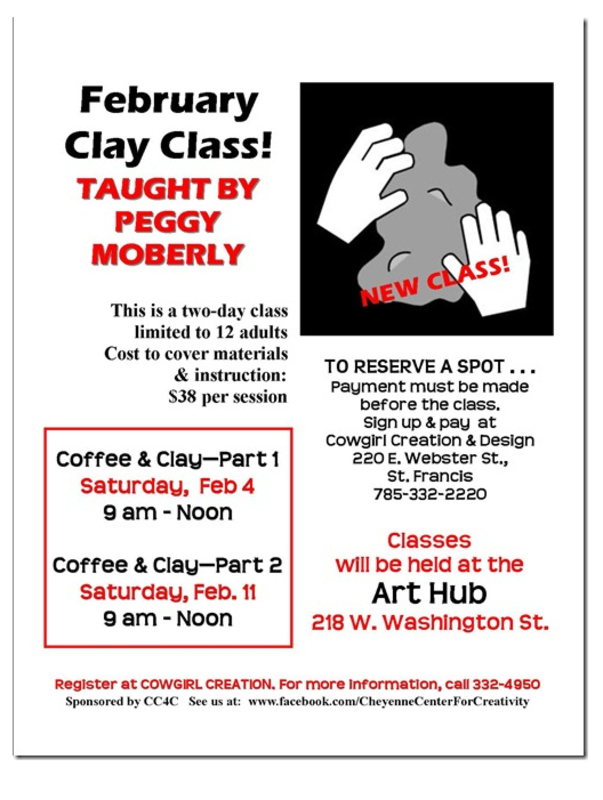 February
Clay Class!
TAUGHT BY
PEGGY
MOBERLY
This is a two-day class
limited to 12 adults
Cost to cover materials
& instruction:
$38 per session
Coffee & Clay—Part 1
Saturday, Feb 4
9 am - Noon
Coffee & Clay—Part 2
Saturday, Feb. 11
9 am - Noon
NEW CLASS!
TO RESERVE A SPOT . . .
Payment must be made
before the class.
Sign up & pay at
Cowgirl Creation & Design
220 E. Webster St.,
St. Francis
785-332-2220
Classes
will be held at the
Art Hub
218 W. Washington St.
Register at COWGIRL CREATION. For more information, call 332-4950
Sponsored by CC4C See us at: www.facebook.com/CheyenneCenterForCreativity